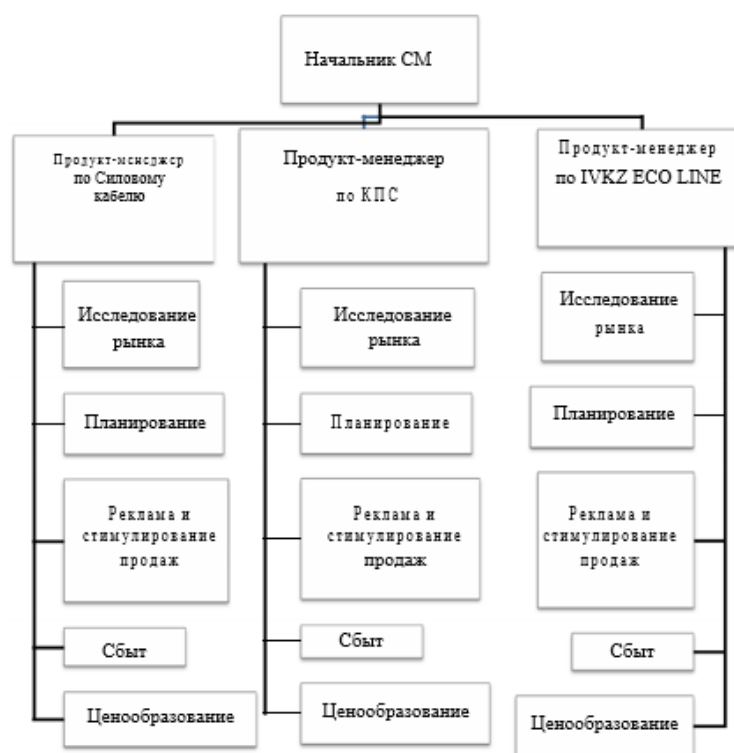 Начальник СМ
Продукт-менеджер
по Силовому
кабелю
Исследование
рынка
Планирование
Реклама и
стимулирование
продаж
Сбыт
Ценообразование
Продукт-менеджер
по КПС
Исследование
рынка
Планирование
Реклама и
стимулирование
продаж
Сбыт
Ценообразование
Продукт-менеджер
по IVKZ ECO LINE
Исследование
рынка
Планирование
Реклама и
стимулирование
продаж
Сбыт
Ценообразование